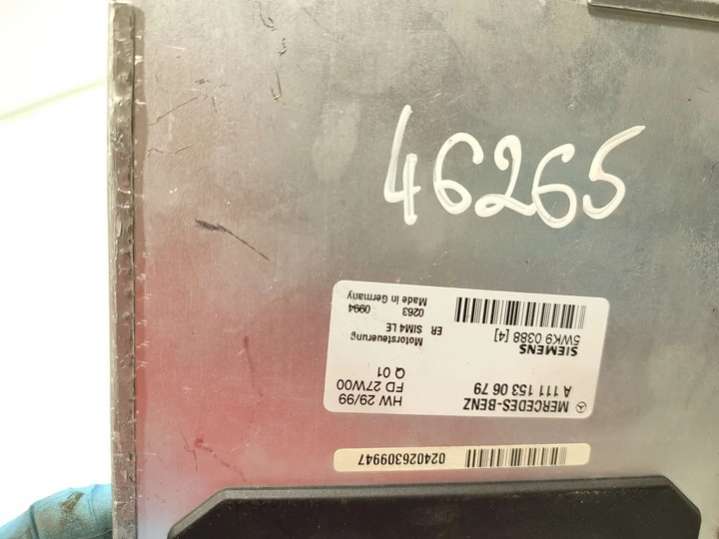 46265
024026309947
MERCEDES-BENZ
A 111 153 06 79
HW 29/99
FD 27W00
Q 01
SIEMENS
5WK9 0388 [4]
Motorsteuerung
ER SIM4 LE
0263 0994
Made in Germany